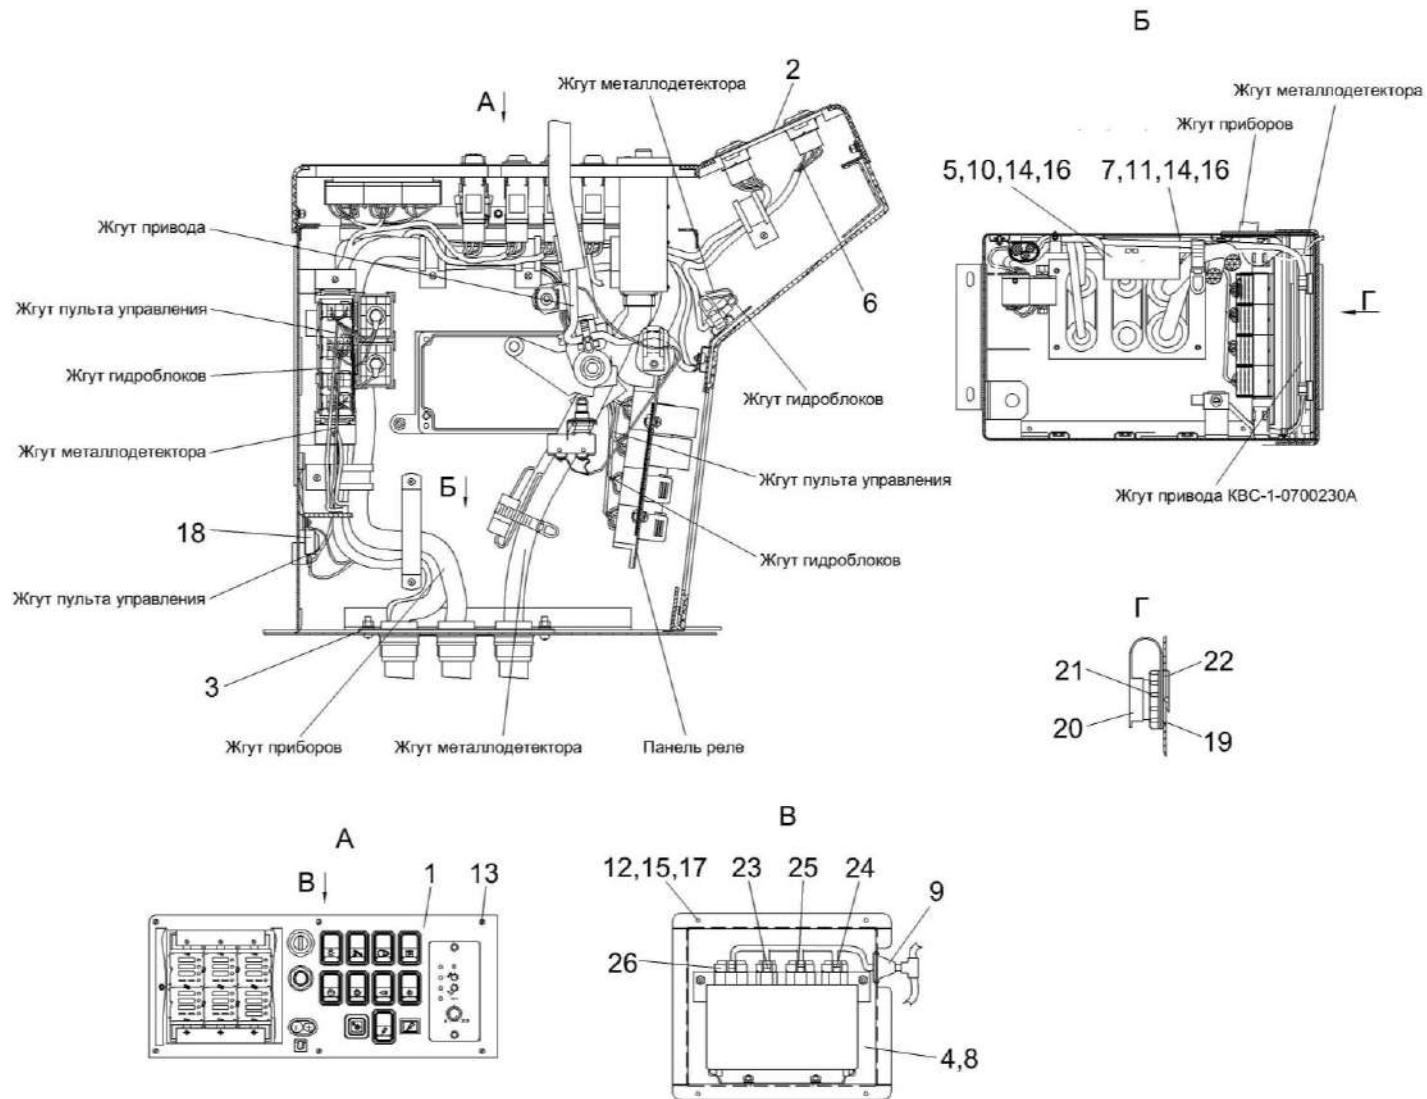 Б
Жгут металлодетектора
2
А
Жгут металлодетектора
Жгут приборов
5,10,14,16
7,11,14,16
Жгут привода
6
Жгут пульта управления
Г
Жгут гидроблоков
Жгут гидроблоков
Жгут металлодетектора
Жгут пульта управления
Б
Жгут привода КВС-1-0700230А
18
Жгут гидроблоков
Жгут пульта управления
Г
3
21
22
20
19
Жгут приборов
Жгут металлодетектора
Панель реле
А
В
В
1
13
12,15,17
23
25
24
9
26
4,8